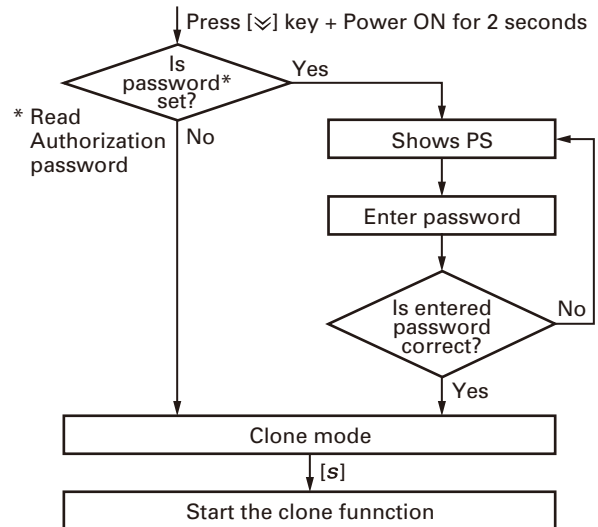 Press [≫] key + Power ON for 2 seconds
Is
password*
set?
Yes
No
* Read
Authorization
password
Shows PS
Enter password
Is entered
password
correct?
No
Yes
Clone mode
[s]
Start the clone funnction